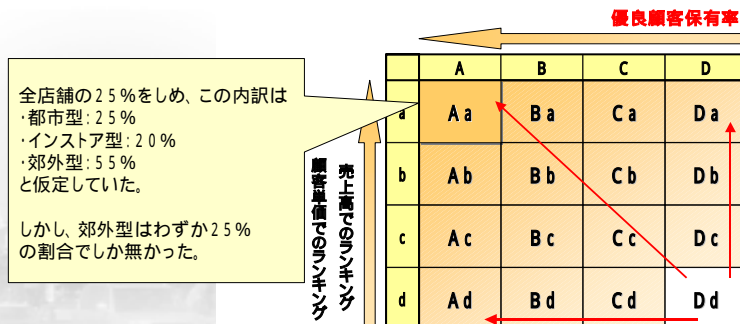 優良顧客保有率
全店舗の25%をしめ、この内訳は
・都市型：25%
・インストア型：20%
・郊外型：55%
と仮定していた。
しかし、郊外型はわずか25%
の割合でしか無かった。
売上高でのランキング
顧客単価でのランキング
A B C D
a Aa Ba Ca Da
b Ab Bb Cb Db
c Ac Bc Cc Dc
d Ad Bd Cd Dd